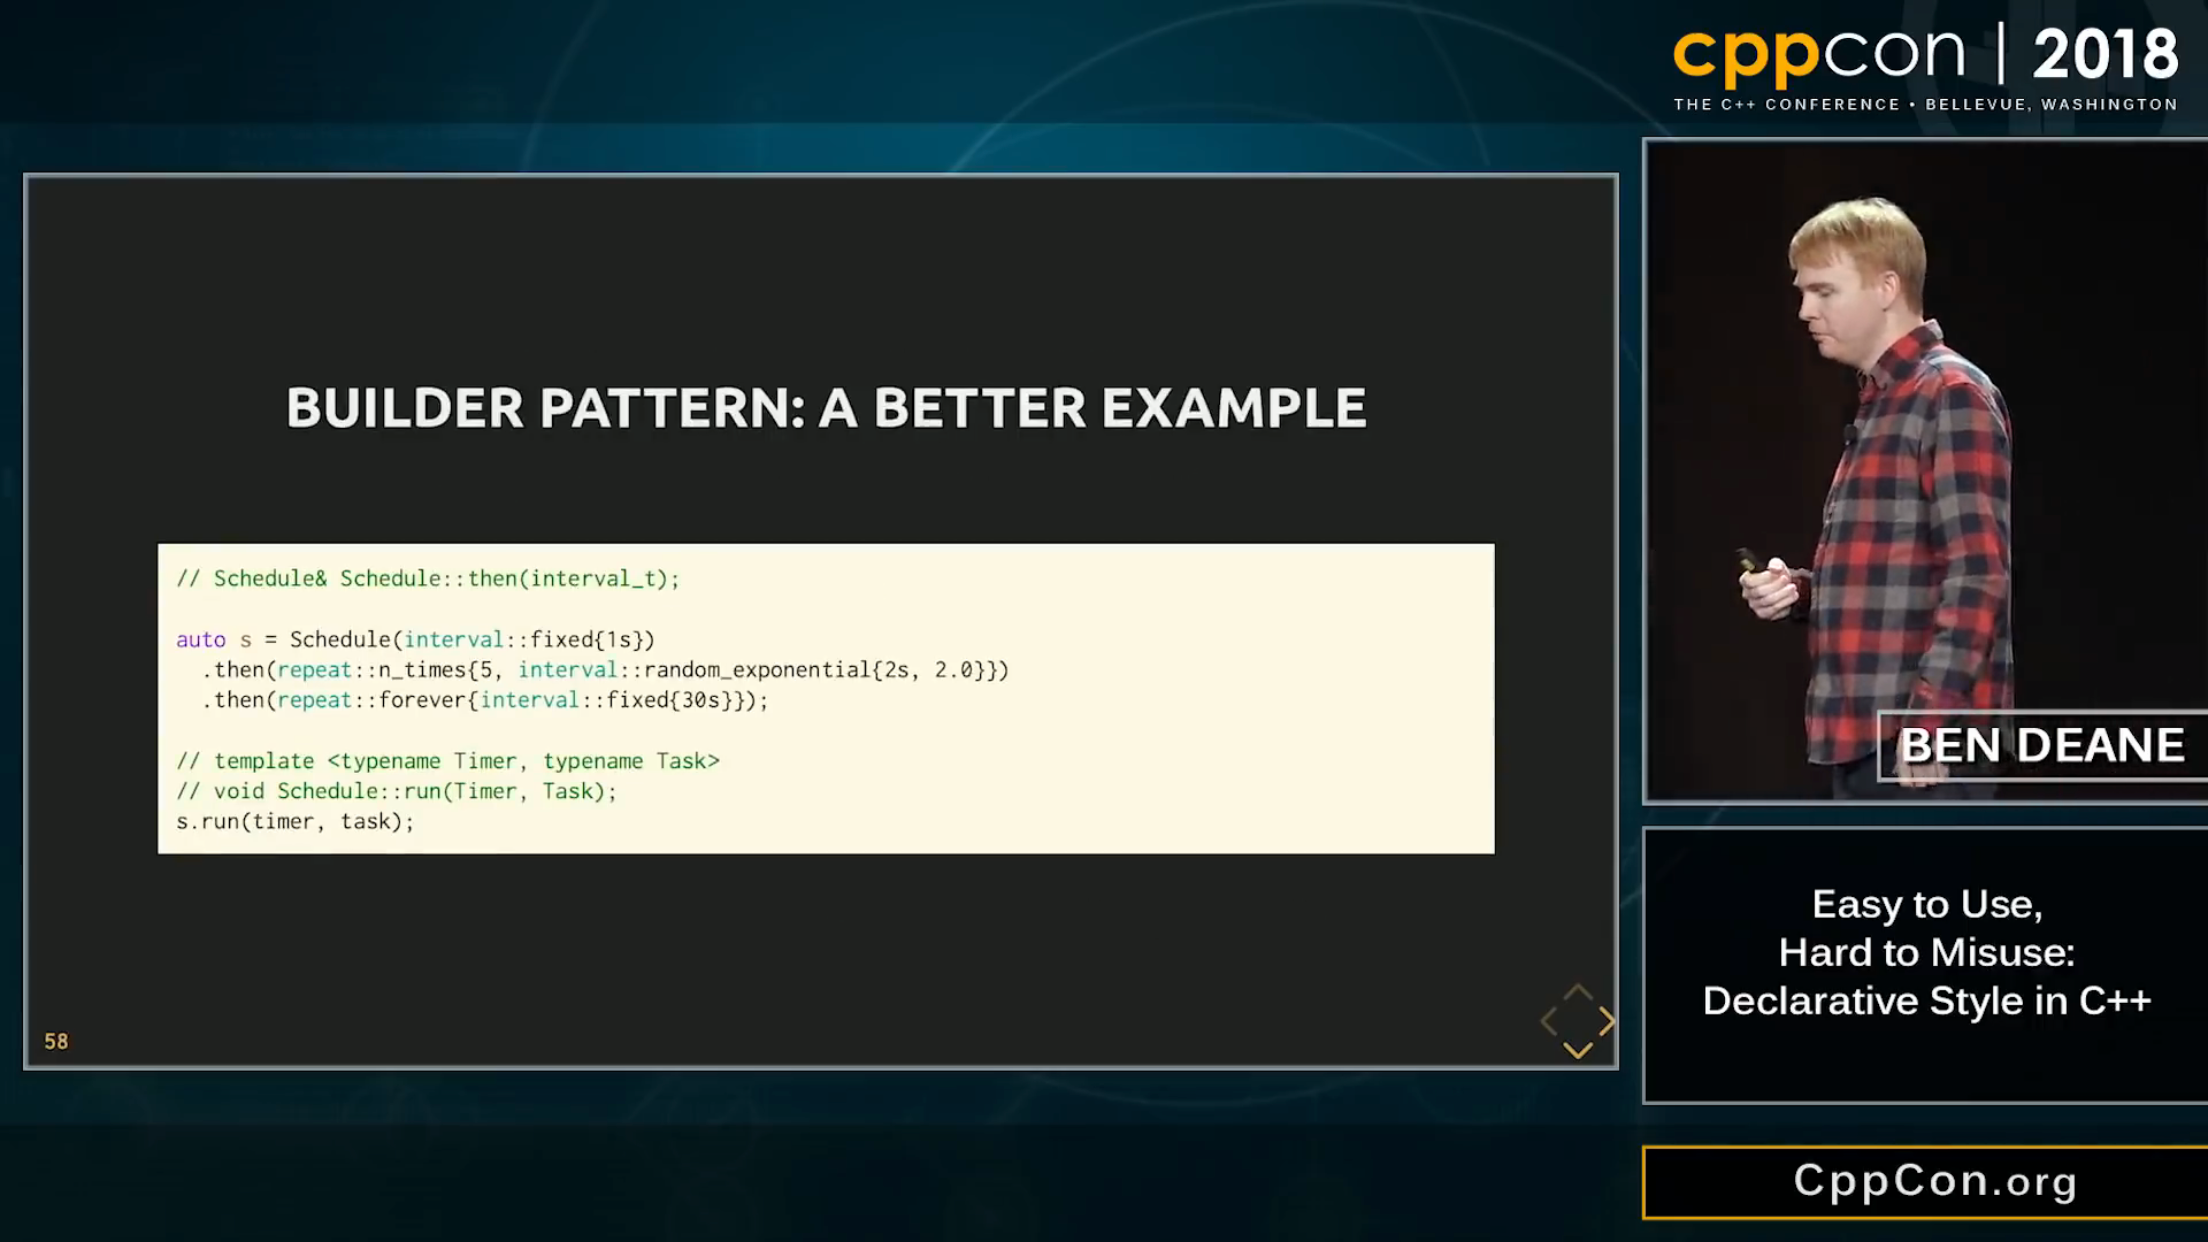 cppcon | 2018
THE C++ CONFERENCE • BELLEVUE, WASHINGTON
BUILDER PATTERN: A BETTER EXAMPLE
// Schedule& Schedule::then(interval_t);
auto s = Schedule(interval::fixed{1s})
.then(repeat::n_times{5, interval::random_exponential{2s, 2.0}})
.then(repeat::forever{interval::fixed{30s}});
// template <typename Timer, typename Task>
// void Schedule::run(Timer, Task);
s.run(timer, task);
58
BEN DEANE
Easy to Use,
Hard to Misuse:
Declarative Style in C++
CppCon.org